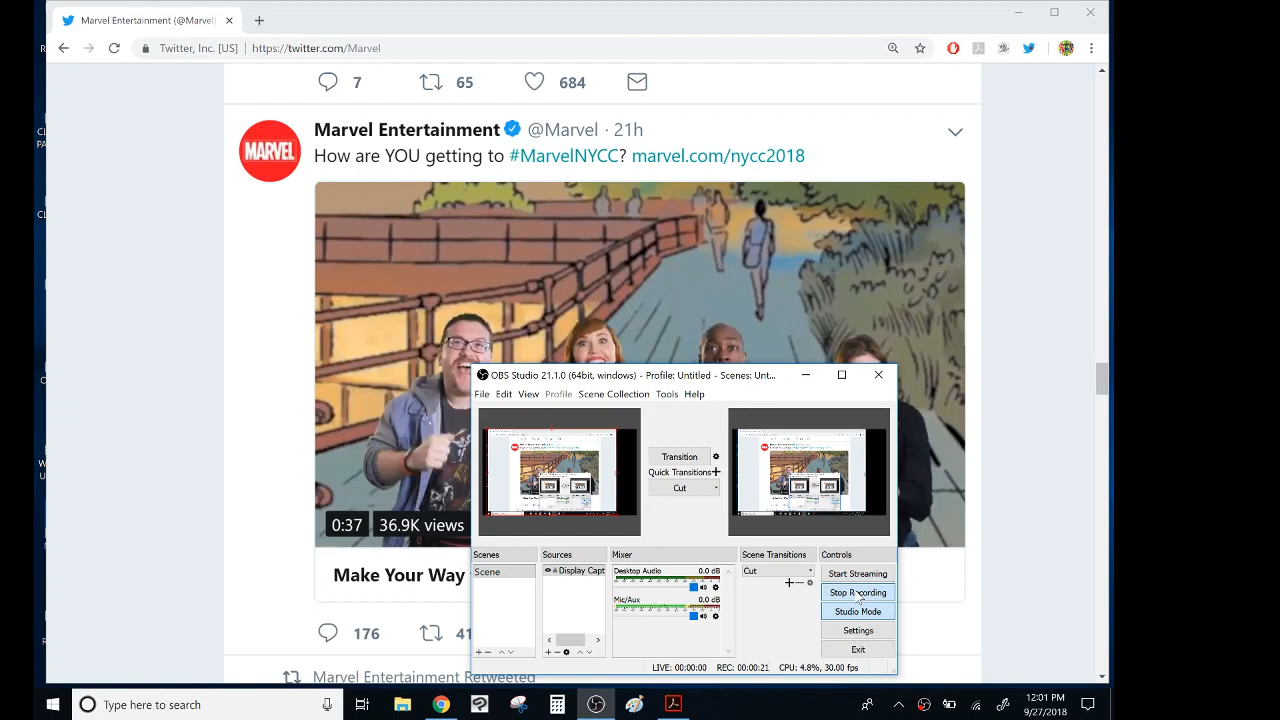 Marvel Entertainment (@Marvel
Twitter, Inc. [US] https://twitter.com/Marvel
7 65 684
Marvel Entertainment @Marvel · 21h
MARVEL
How are YOU getting to #MarvelNYCC? marvel.com/nycc2018
0:37 36.9K views
Make Your Way
176 41
Marvel Entertainment Retweeted
OBS Studio 21.1.0 (64bit, windows) - Profile: Untitled - Scenes: Unt...
File Edit View Profile Scene Collection Tools Help
Transition
Quick Transitions
Cut
Scenes Sources Mixer Scene Transitions Controls
Scene
Display Capt
Desktop Audio 0.0 dB
Mic/Aux 0.0 dB
Cut
Start Streaming
Stop Recording
Studio Mode
Settings
Exit
LIVE: 00:00:00 REC: 00:00:21 CPU: 4.8%, 30.00 fps
Type here to search
12:01 PM
9/27/2018